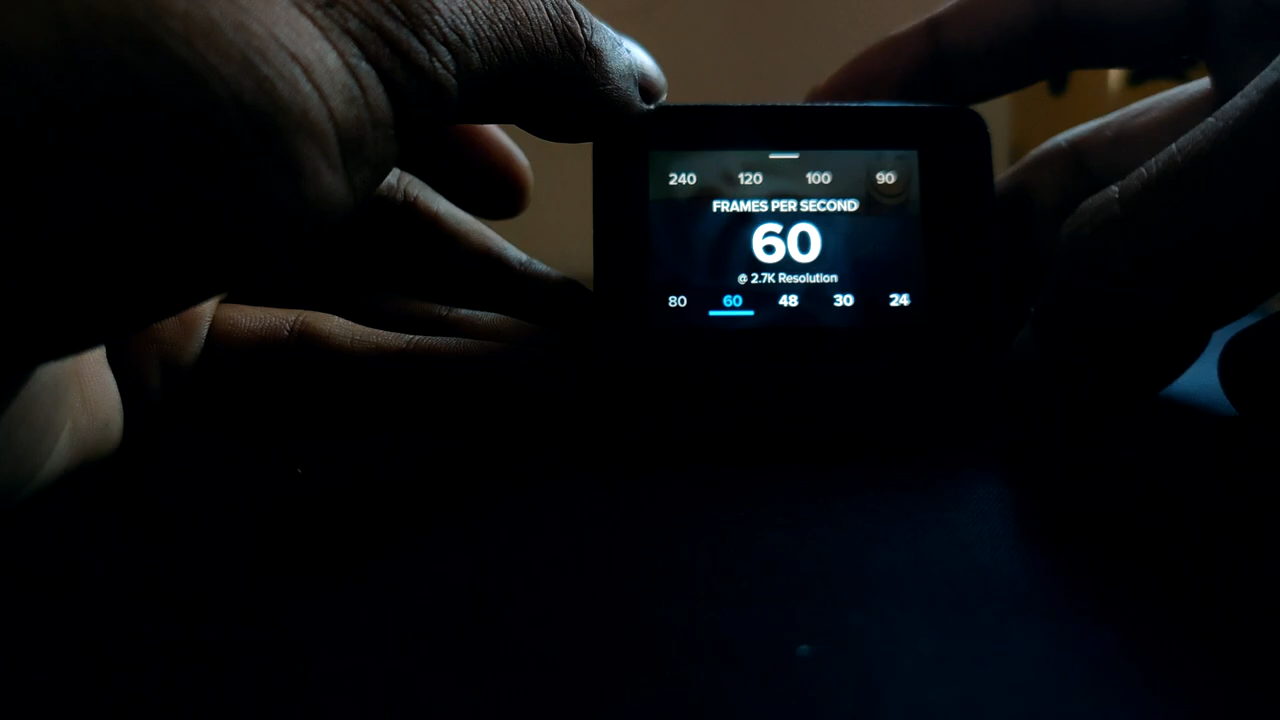 240 120 100 90
FRAMES PER SECOND
60
@ 2.7K Resolution
80 60 48 30 24